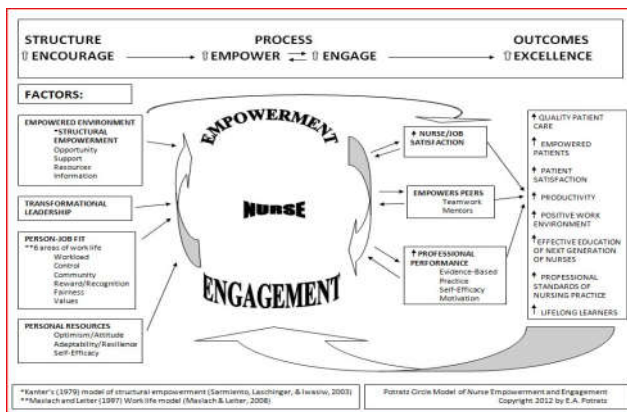 STRUCTURE
⇧ENCOURAGE
PROCESS
⇧EMPOWER ⇄ ⇧ENGAGE
OUTCOMES
⇧EXCELLENCE
FACTORS:
EMPOWERED ENVIRONMENT
*STRUCTURAL
EMPOWERMENT
Opportunity
Support
Resources
Information
TRANSFORMATIONAL
LEADERSHIP
PERSON-JOB FIT
**6 areas of work life
Workload
Control
Community
Reward/Recognition
Fairness
Values
PERSONAL RESOURCES
Optimism/Attitude
Adaptability/Resilience
Self-Efficacy
EMPOWERMENT
NURSE
ENGAGEMENT
↑ NURSE/JOB
SATISFACTION
EMPOWERS PEERS
Teamwork
Mentors
↑ PROFESSIONAL
PERFORMANCE
Evidence-Based
Practice
Self-Efficacy
Motivation
↑ QUALITY PATIENT
CARE
↑ EMPOWERED
PATIENTS
↑ PATIENT
SATISFACTION
↑ PRODUCTIVITY
↑ POSITIVE WORK
ENVIRONMENT
↑EFFECTIVE EDUCATION
OF NEXT GENERATION
OF NURSES
↑ PROFESSIONAL
STANDARDS OF
NURSING PRACTICE
↑ LIFELONG LEARNERS
*Kanter's (1979) model of structural empowerment (Sarmiento, Laschinger, & Iwasiw, 2003)
**Maslach and Leiter (1997) Work life model (Maslach & Leiter, 2008)
Potratz Circle Model of Nurse Empowerment and Engagement
Copyright 2012 by E.A. Potratz